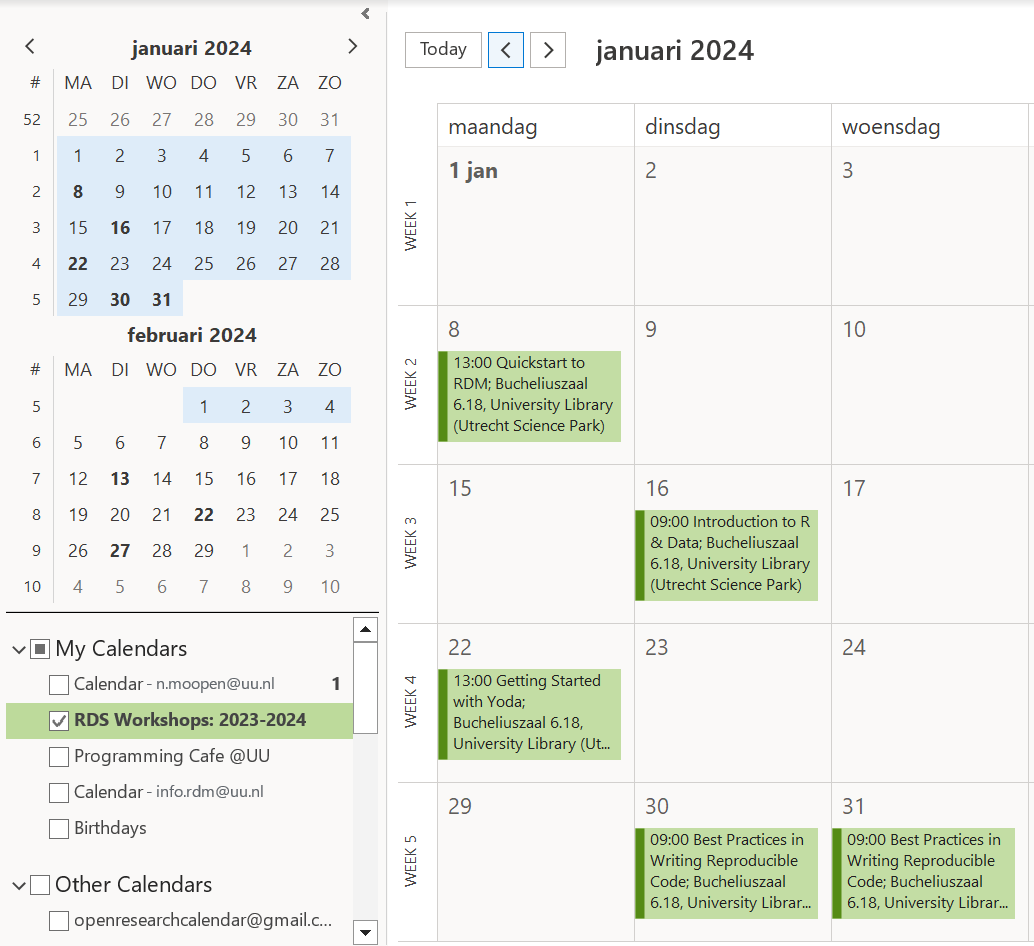 januari 2024
# MA DI WO DO VR ZA ZO
52 25 26 27 28 29 30 31
1 1 2 3 4 5 6 7
2 8 9 10 11 12 13 14
3 15 16 17 18 19 20 21
4 22 23 24 25 26 27 28
5 29 30 31
februari 2024
# MA DI WO DO VR ZA ZO
5 1 2 3 4
6 5 6 7 8 9 10 11
7 12 13 14 15 16 17 18
8 19 20 21 22 23 24 25
9 26 27 28 29 1 2 3
10 4 5 6 7 8 9 10
My Calendars
Calendar - n.moopen@uu.nl 1
RDS Workshops: 2023-2024
Programming Cafe @UU
Calendar - info.rdm@uu.nl
Birthdays
Other Calendars
openresearchcalendar@gmail.c...
Today
januari 2024
maandag dinsdag woensdag
WEEK 1
1 jan 2 3
WEEK 2
8 9 10
13:00 Quickstart to
RDM; Bucheliuszaal
6.18, University Library
(Utrecht Science Park)
WEEK 3
15 16 17
09:00 Introduction to R
& Data; Bucheliuszaal
6.18, University Library
(Utrecht Science Park)
WEEK 4
22 23 24
13:00 Getting Started
with Yoda;
Bucheliuszaal 6.18,
University Library (Ut...
WEEK 5
29 30 31
09:00 Best Practices in
Writing Reproducible
Code; Bucheliuszaal
6.18, University Librar...
09:00 Best Practices in
Writing Reproducible
Code; Bucheliuszaal
6.18, University Librar...